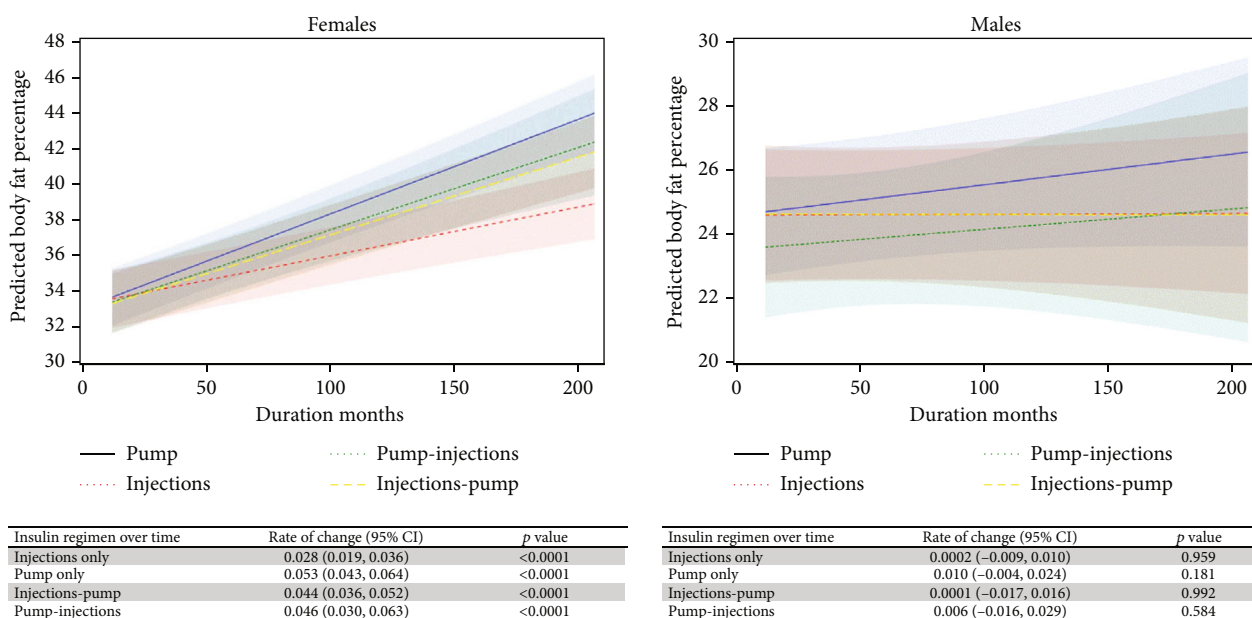 Females
Predicted body fat percentage
48
46
44
42
40
38
36
34
32
30
0 50 100 150 200
Duration months
Pump Pump-injections
Injections Injections-pump
Insulin regimen over time Rate of change (95% CI) p value
Injections only 0.028 (0.019, 0.036) <0.0001
Pump only 0.053 (0.043, 0.064) <0.0001
Injections-pump 0.044 (0.036, 0.052) <0.0001
Pump-injections 0.046 (0.030, 0.063) <0.0001
Males
Predicted body fat percentage
30
28
26
24
22
20
0 50 100 150 200
Duration months
Pump Pump-injections
Injections Injections-pump
Insulin regimen over time Rate of change (95% CI) p value
Injections only 0.0002 (–0.009, 0.010) 0.959
Pump only 0.010 (–0.004, 0.024) 0.181
Injections-pump 0.0001 (–0.017, 0.016) 0.992
Pump-injections 0.006 (–0.016, 0.029) 0.584